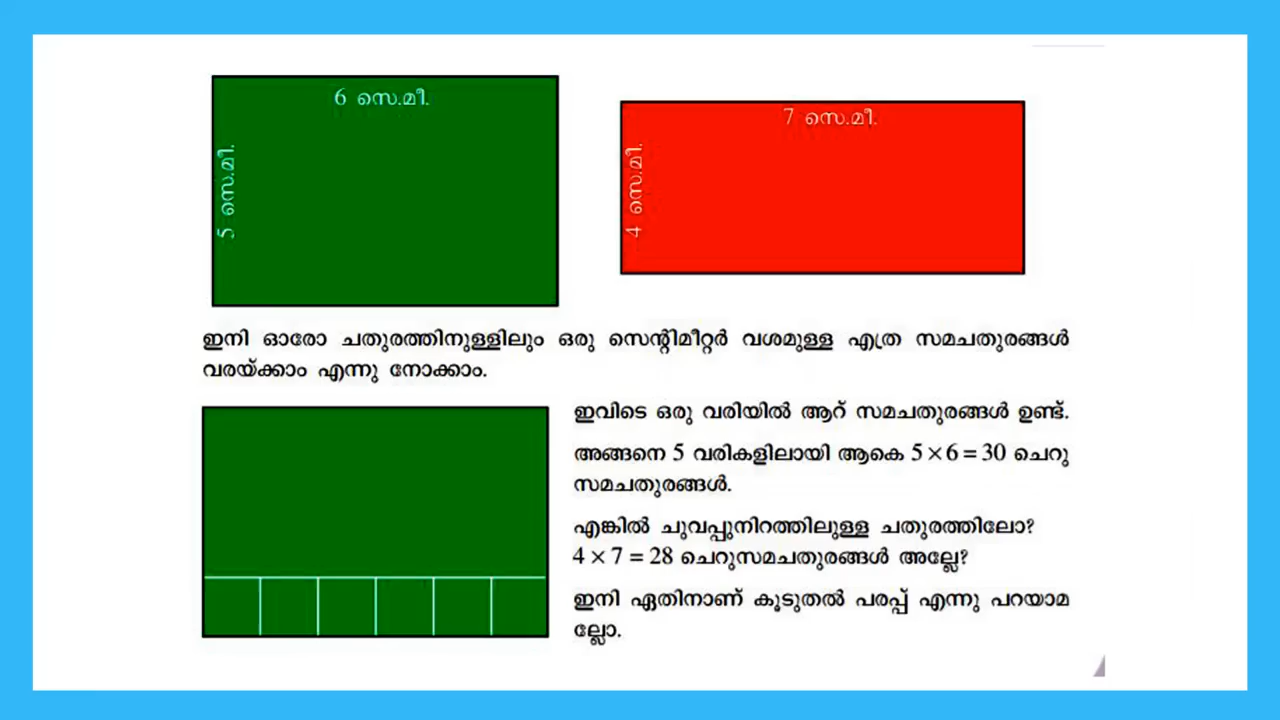 6 സെ.മീ.
5 സെ.മീ.
7 സെ.മീ.
4 സെ.മീ.
ഇനി ഓരോ ചതുരത്തിനുള്ളിലും ഒരു സെന്റിമീറ്റർ വശമുള്ള എത്ര സമചതുരങ്ങൾ
വരയ്ക്കാം എന്നു നോക്കാം.
ഇവിടെ ഒരു വരിയിൽ ആറ് സമചതുരങ്ങൾ ഉണ്ട്.
അങ്ങനെ 5 വരികളിലായി ആകെ 5 × 6 = 30 ചെറു
സമചതുരങ്ങൾ.
എങ്കിൽ ചുവപ്പുനിറത്തിലുള്ള ചതുരത്തിലോ?
4 × 7 = 28 ചെറുസമചതുരങ്ങൾ അല്ലേ?
ഇനി ഏതിനാണ് കൂടുതൽ പരപ്പ് എന്നു പറയാമ
ല്ലോ.